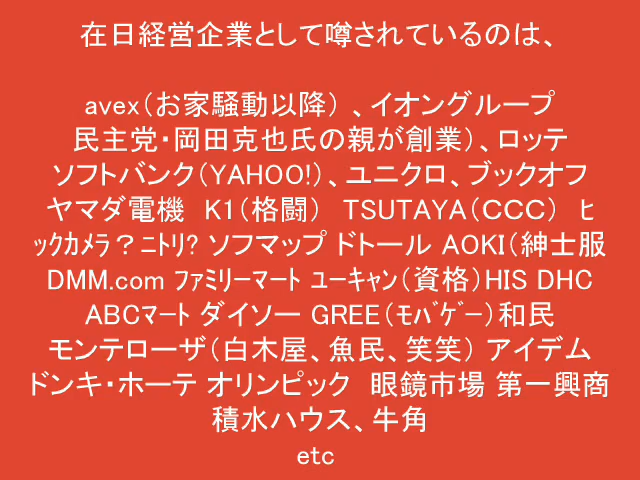 在日経営企業として噂されているのは、
avex（お家騒動以降）、イオングループ
民主党・岡田克也氏の親が創業）、ロッテ
ソフトバンク（YAHOO!）、ユニクロ、ブックオフ
ヤマダ電機　K1（格闘）　TSUTAYA（CCC）　ﾋ
ｯｸｶﾒﾗ？ﾆﾄﾘ? ソフマップ ドトール AOKI（紳士服
DMM.com ﾌｧﾐﾘｰﾏｰﾄ ﾕｰｷｬﾝ（資格）HIS DHC
ABCﾏｰﾄ ダイソー GREE（ﾓﾊﾞｹﾞｰ）和民
モンテローザ（白木屋、魚民、笑笑） アイデム
ドンキ・ホーテ オリンピック　眼鏡市場 第一興商
積水ハウス、牛角
etc